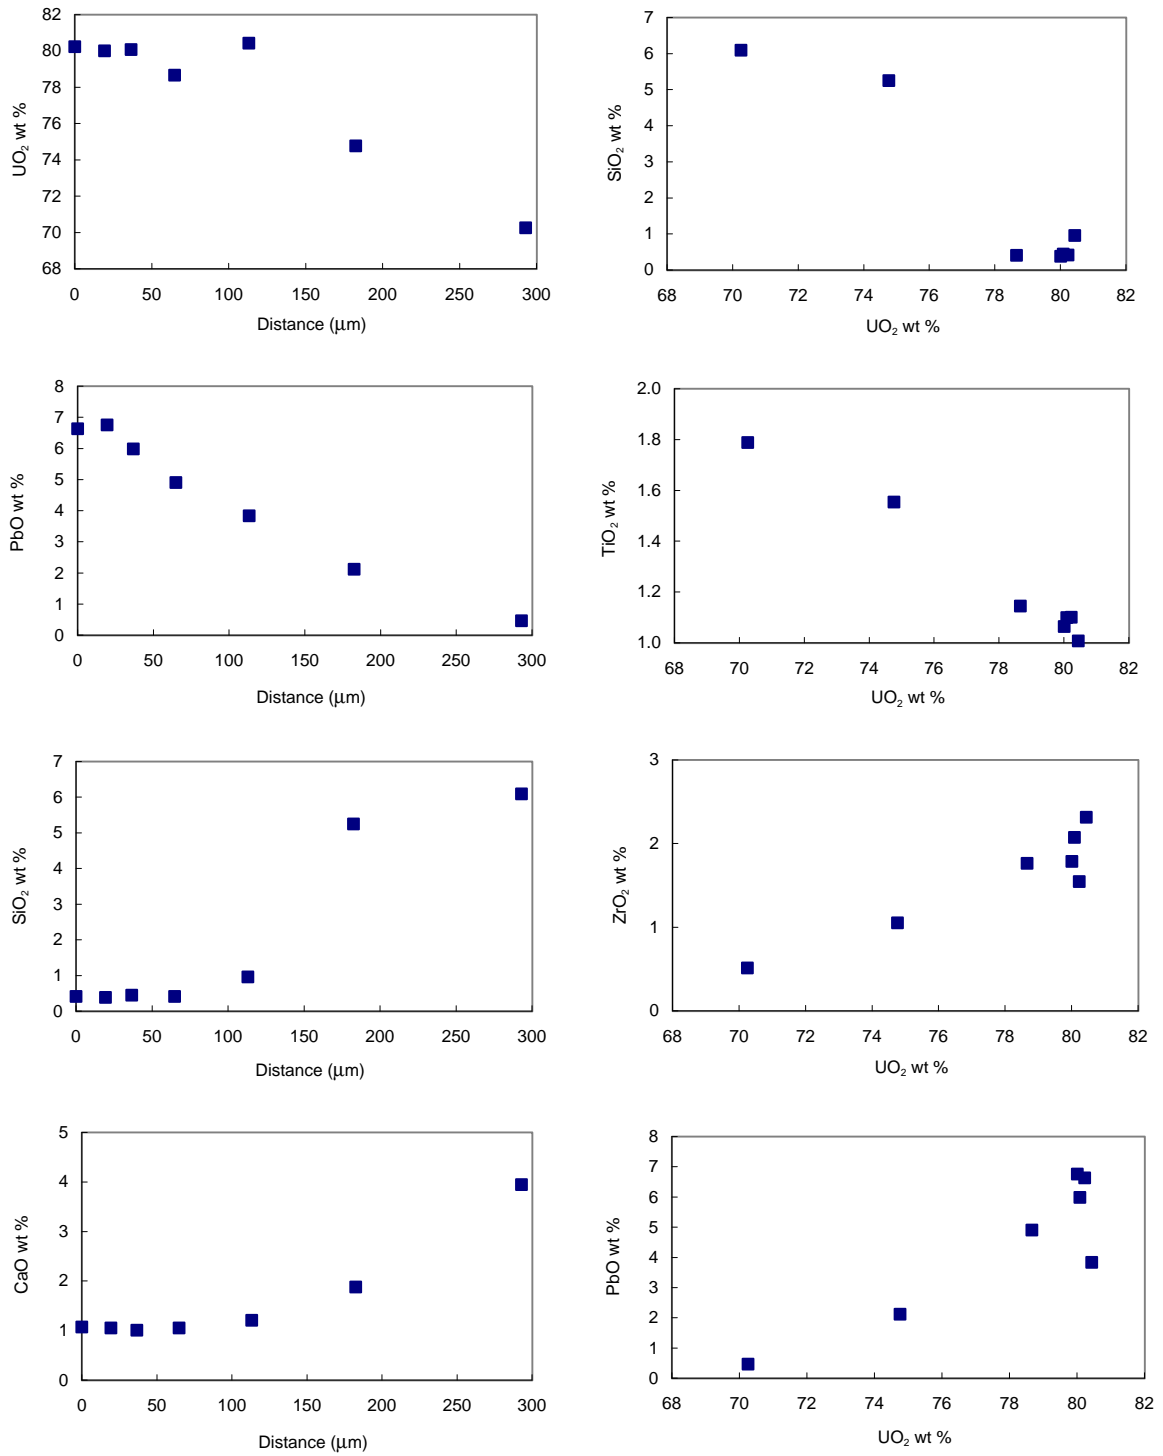 82
80
78
76
74
72
70
68
UO₂ wt %
0 50 100 150 200 250 300
Distance (µm)
7
6
5
4
3
2
1
0
SiO₂ wt %
68 70 72 74 76 78 80 82
UO₂ wt %
8
7
6
5
4
3
2
1
0
PbO wt %
0 50 100 150 200 250 300
Distance (µm)
2.0
1.8
1.6
1.4
1.2
1.0
TiO₂ wt %
68 70 72 74 76 78 80 82
UO₂ wt %
7
6
5
4
3
2
1
0
SiO₂ wt %
0 50 100 150 200 250 300
Distance (µm)
3
2
1
0
ZrO₂ wt %
68 70 72 74 76 78 80 82
UO₂ wt %
5
4
3
2
1
0
CaO wt %
0 50 100 150 200 250 300
Distance (µm)
8
7
6
5
4
3
2
1
0
PbO wt %
68 70 72 74 76 78 80 82
UO₂ wt %